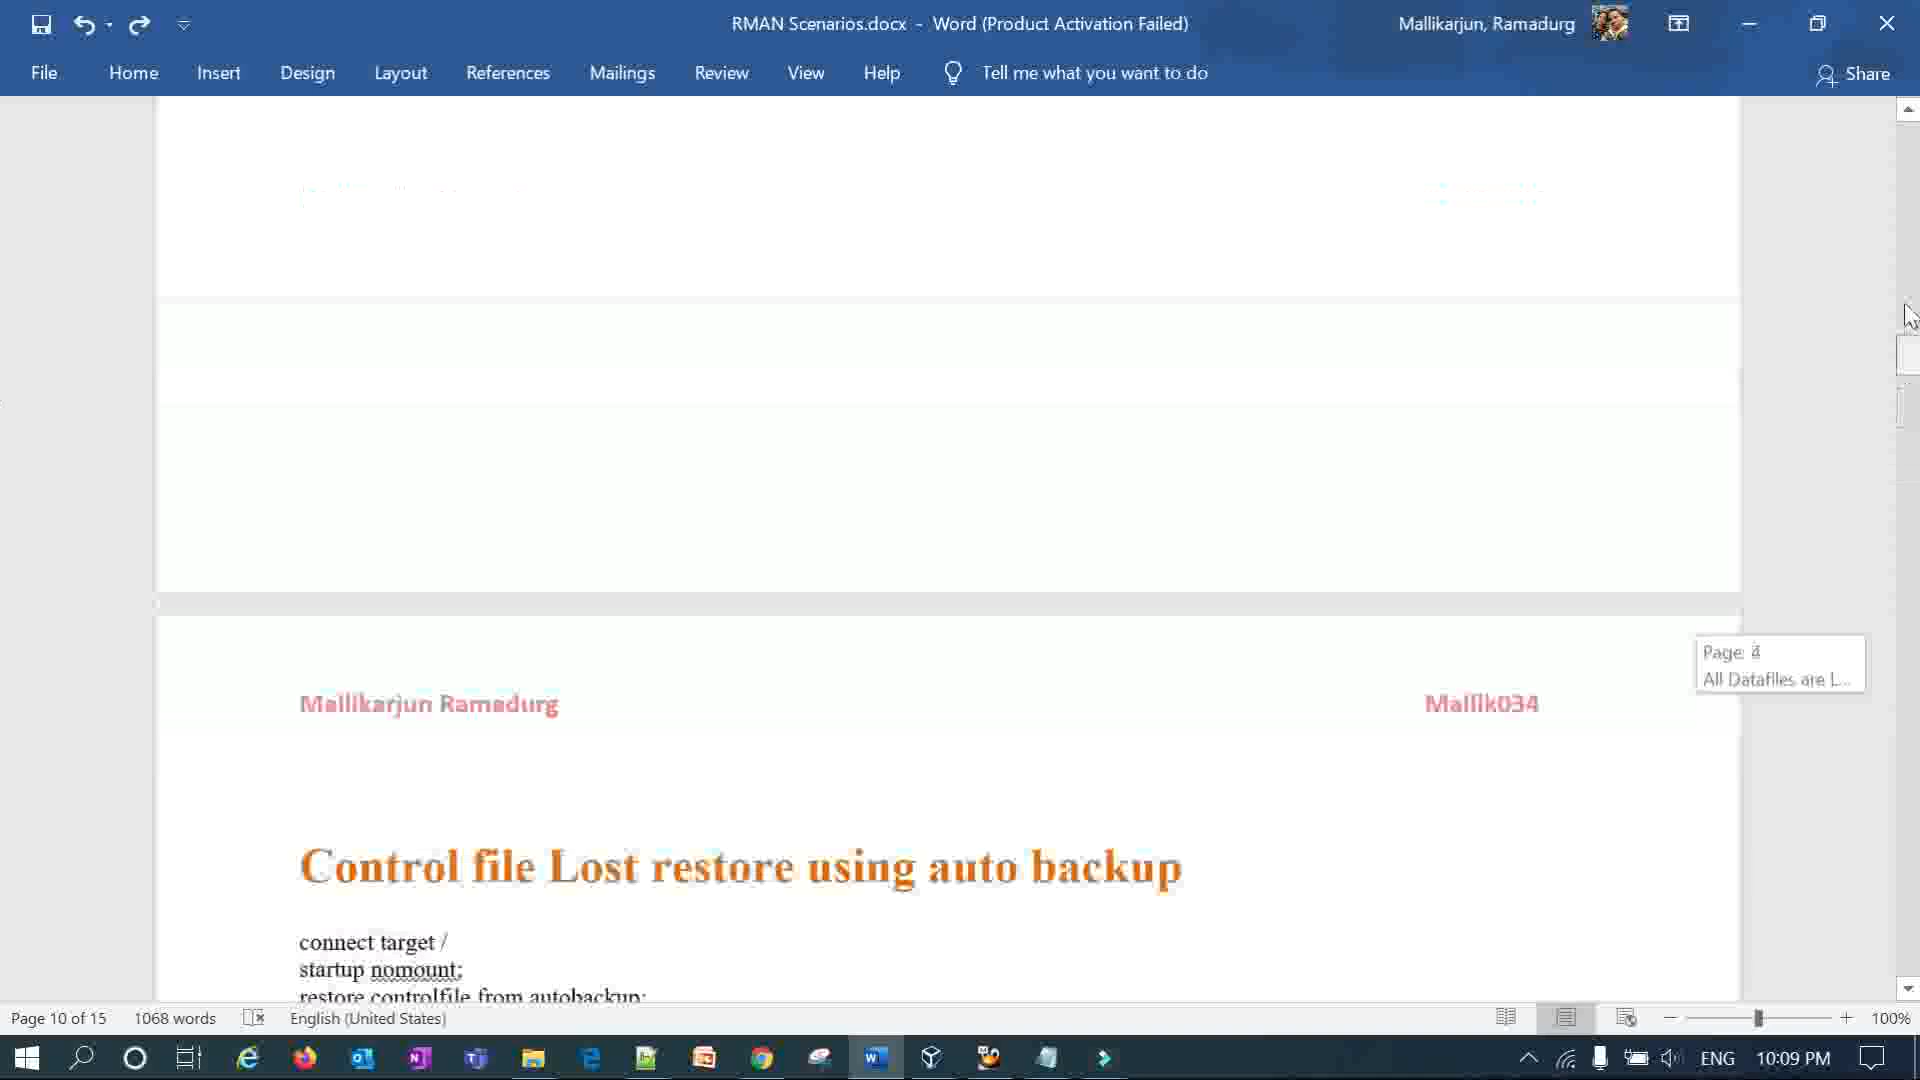 RMAN Scenarios.docx - Word (Product Activation Failed)
Mallikarjun, Ramadurg
File Home Insert Design Layout References Mailings Review View Help Tell me what you want to do
Share
Page: 4
All Datafiles are L...
Mallikarjun Ramadurg Mallik034
Control file Lost restore using auto backup
connect target /
startup nomount;
restore controlfile from autobackup;
Page 10 of 15 1068 words English (United States) 100%
ENG 10:09 PM